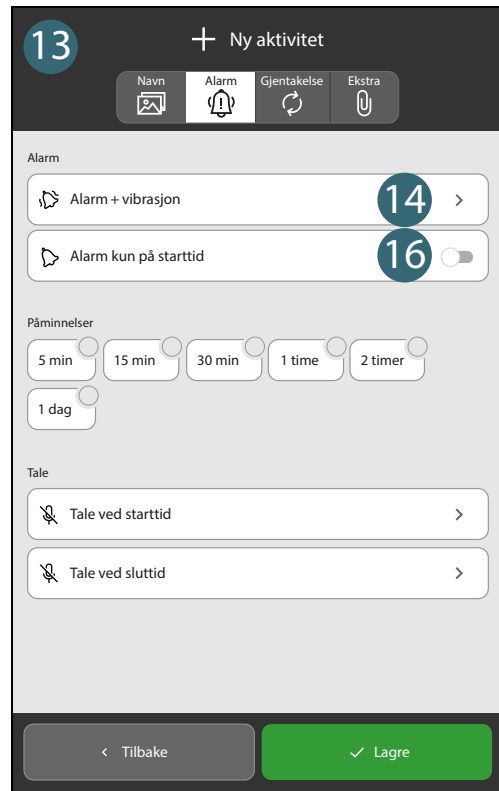 13
Ny aktivitet
Navn Alarm Gjentakelse Ekstra
Alarm
Alarm + vibrasjon 14
Alarm kun på starttid 16
Påminnelser
5 min 15 min 30 min 1 time 2 timer
1 dag
Tale
Tale ved starttid
Tale ved sluttid
Tilbake Lagre